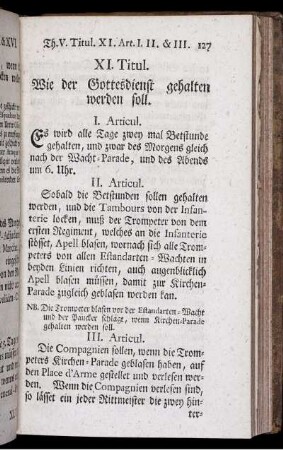 Th. V. Titul. XI. Art. I. II. & III. 127
XI. Titul.
Wie der Gottesdienst gehalten
werden soll.
I. Articul.
Es wird alle Tage zwey mal Betstunde
gehalten, und zwar des Morgens gleich
nach der Wacht-Parade, und des Abends
um 6. Uhr.
II. Articul.
Sobald die Betstunden sollen gehalten
werden, und die Tambours von der Infan-
terie locken, muß der Trompeter von dem
ersten Regiment, welches an die Infanterie
stösset, Apell blasen, wornach sich alle Trom-
peters von allen Estandarten-Wachten in
beyden Linien richten, auch augenblicklich
Apell blasen müssen, damit zur Kirchen-
Parade zugleich geblasen werden kan.
NB. Die Trompeter blasen vor der Estandarten-Wacht
und der Paucker schlägt, wenn Kirchen-Parade
gehalten werden soll.
III. Articul.
Die Compagnien sollen, wenn die Trom-
peters Kirchen-Parade geblasen haben, auf
den Place d'Arme gestellet und verlesen wer-
den. Wenn die Compagnien verlesen sind,
so lässet ein jeder Rittmeister die zwey hin-
ter-